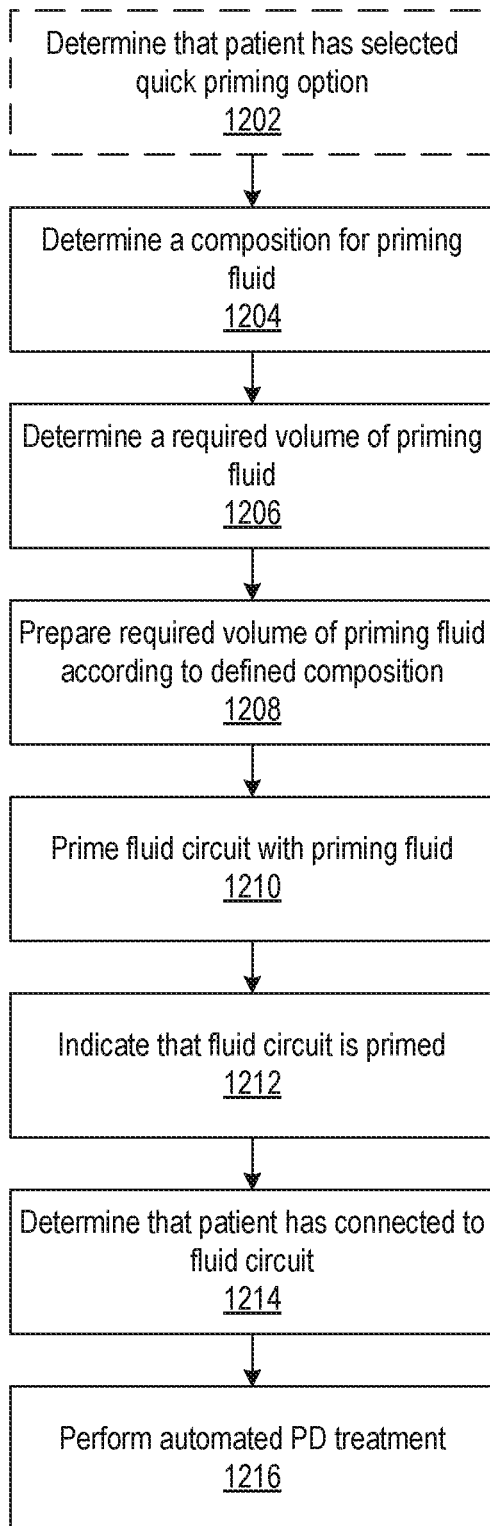 Determine that patient has selected
quick priming option
1202
Determine a composition for priming
fluid
1204
Determine a required volume of priming
fluid
1206
Prepare required volume of priming fluid
according to defined composition
1208
Prime fluid circuit with priming fluid
1210
Indicate that fluid circuit is primed
1212
Determine that patient has connected to
fluid circuit
1214
Perform automated PD treatment
1216